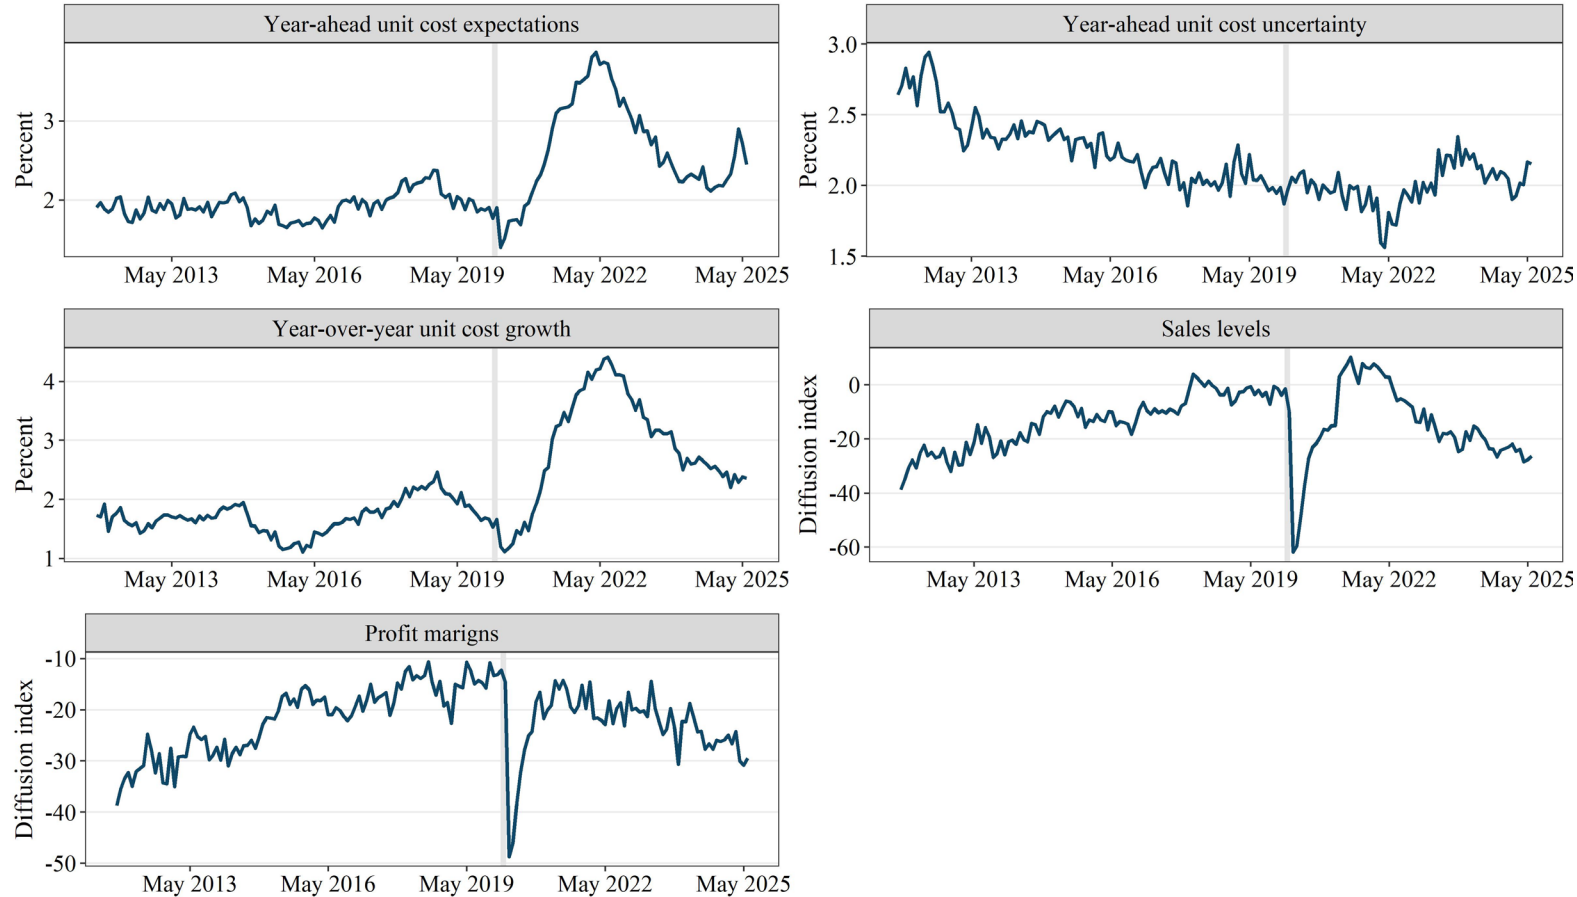 Year-ahead unit cost expectations
Percent
3
2
May 2013 May 2016 May 2019 May 2022 May 2025
Year-ahead unit cost uncertainty
Percent
3.0
2.5
2.0
1.5
May 2013 May 2016 May 2019 May 2022 May 2025
Year-over-year unit cost growth
Percent
4
3
2
1
May 2013 May 2016 May 2019 May 2022 May 2025
Sales levels
Diffusion index
0
-20
-40
-60
May 2013 May 2016 May 2019 May 2022 May 2025
Profit marigns
Diffusion index
-10
-20
-30
-40
-50
May 2013 May 2016 May 2019 May 2022 May 2025